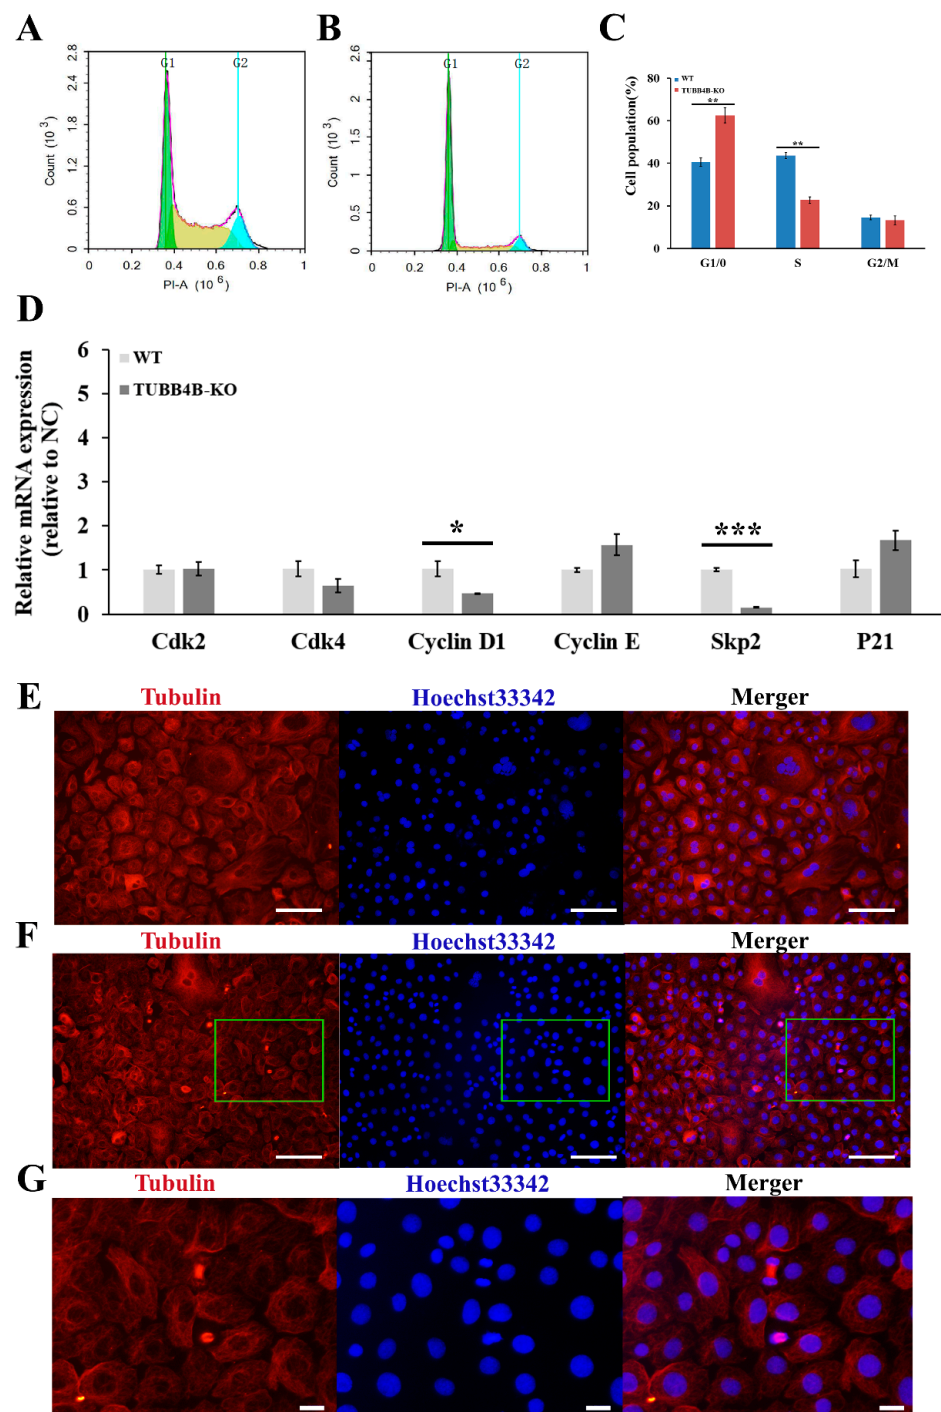 A
B
C
2.8
2.4
1.8
1.2
0.6
0
Count (10 3)
G1
G2
0
0.2
0.4
0.6
0.8
1
PI-A (10 6)
2.6
2
1.5
1
0.5
0
Count (10 3)
G1
G2
0
0.2
0.4
0.6
0.8
1
PI-A (10 6)
80
60
40
20
0
Cell population(%)
WT
TUBB4B-KO
**
**
G1/0
S
G2/M
D
6
5
4
3
2
1
0
Relative mRNA expression
(relative to NC)
WT
TUBB4B-KO
*
***
Cdk2
Cdk4
Cyclin D1
Cyclin E
Skp2
P21
E
Tubulin
Hoechst33342
Merger
F
Tubulin
Hoechst33342
Merger
G
Tubulin
Hoechst33342
Merger